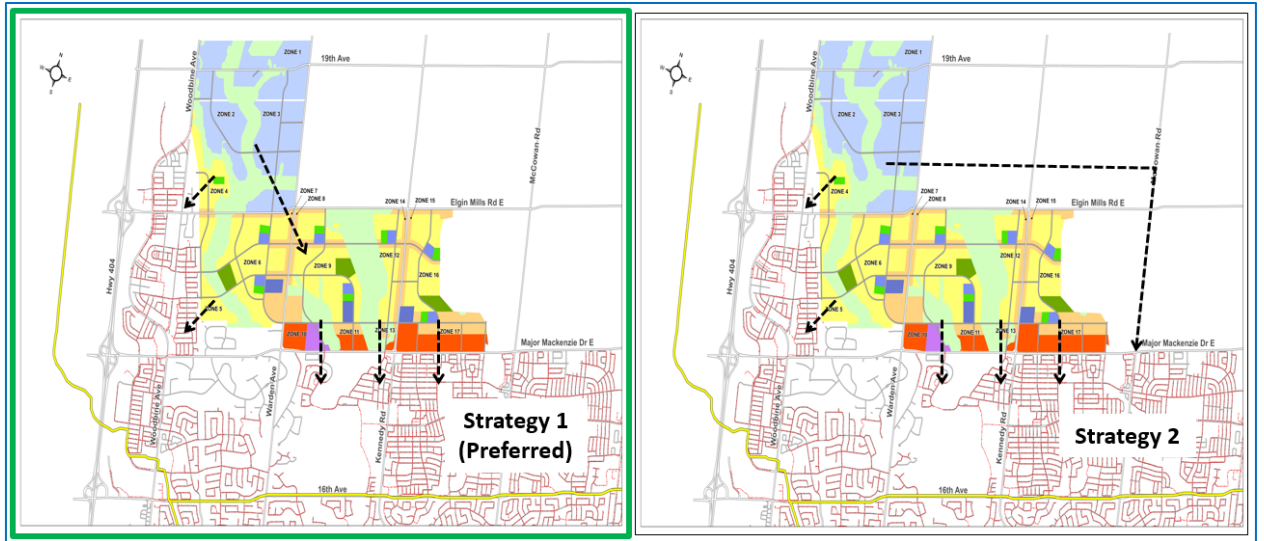 ZONE 1
19th Ave
N
W
E
S
Woodbine Ave
ZONE 2
ZONE 3
McCowan Rd
ZONE 4
ZONE 7
ZONE 8
ZONE 14
ZONE 15
Elgin Mills Rd E
Hwy 404
ZONE 6
ZONE 9
ZONE 12
ZONE 16
ZONE 5
ZONE 10
ZONE 11
ZONE 13
ZONE 17
Major Mackenzie Dr E
Woodbine Ave
Warden Ave
Kennedy Rd
Strategy 1
(Preferred)
16th Ave
ZONE 1
19th Ave
N
W
E
S
Woodbine Ave
ZONE 2
ZONE 3
McCowan Rd
ZONE 4
ZONE 7
ZONE 8
ZONE 14
ZONE 15
Elgin Mills Rd E
Hwy 404
ZONE 6
ZONE 9
ZONE 12
ZONE 16
ZONE 5
ZONE 10
ZONE 11
ZONE 13
ZONE 17
Major Mackenzie Dr E
Woodbine Ave
Warden Ave
Kennedy Rd
Strategy 2
16th Ave